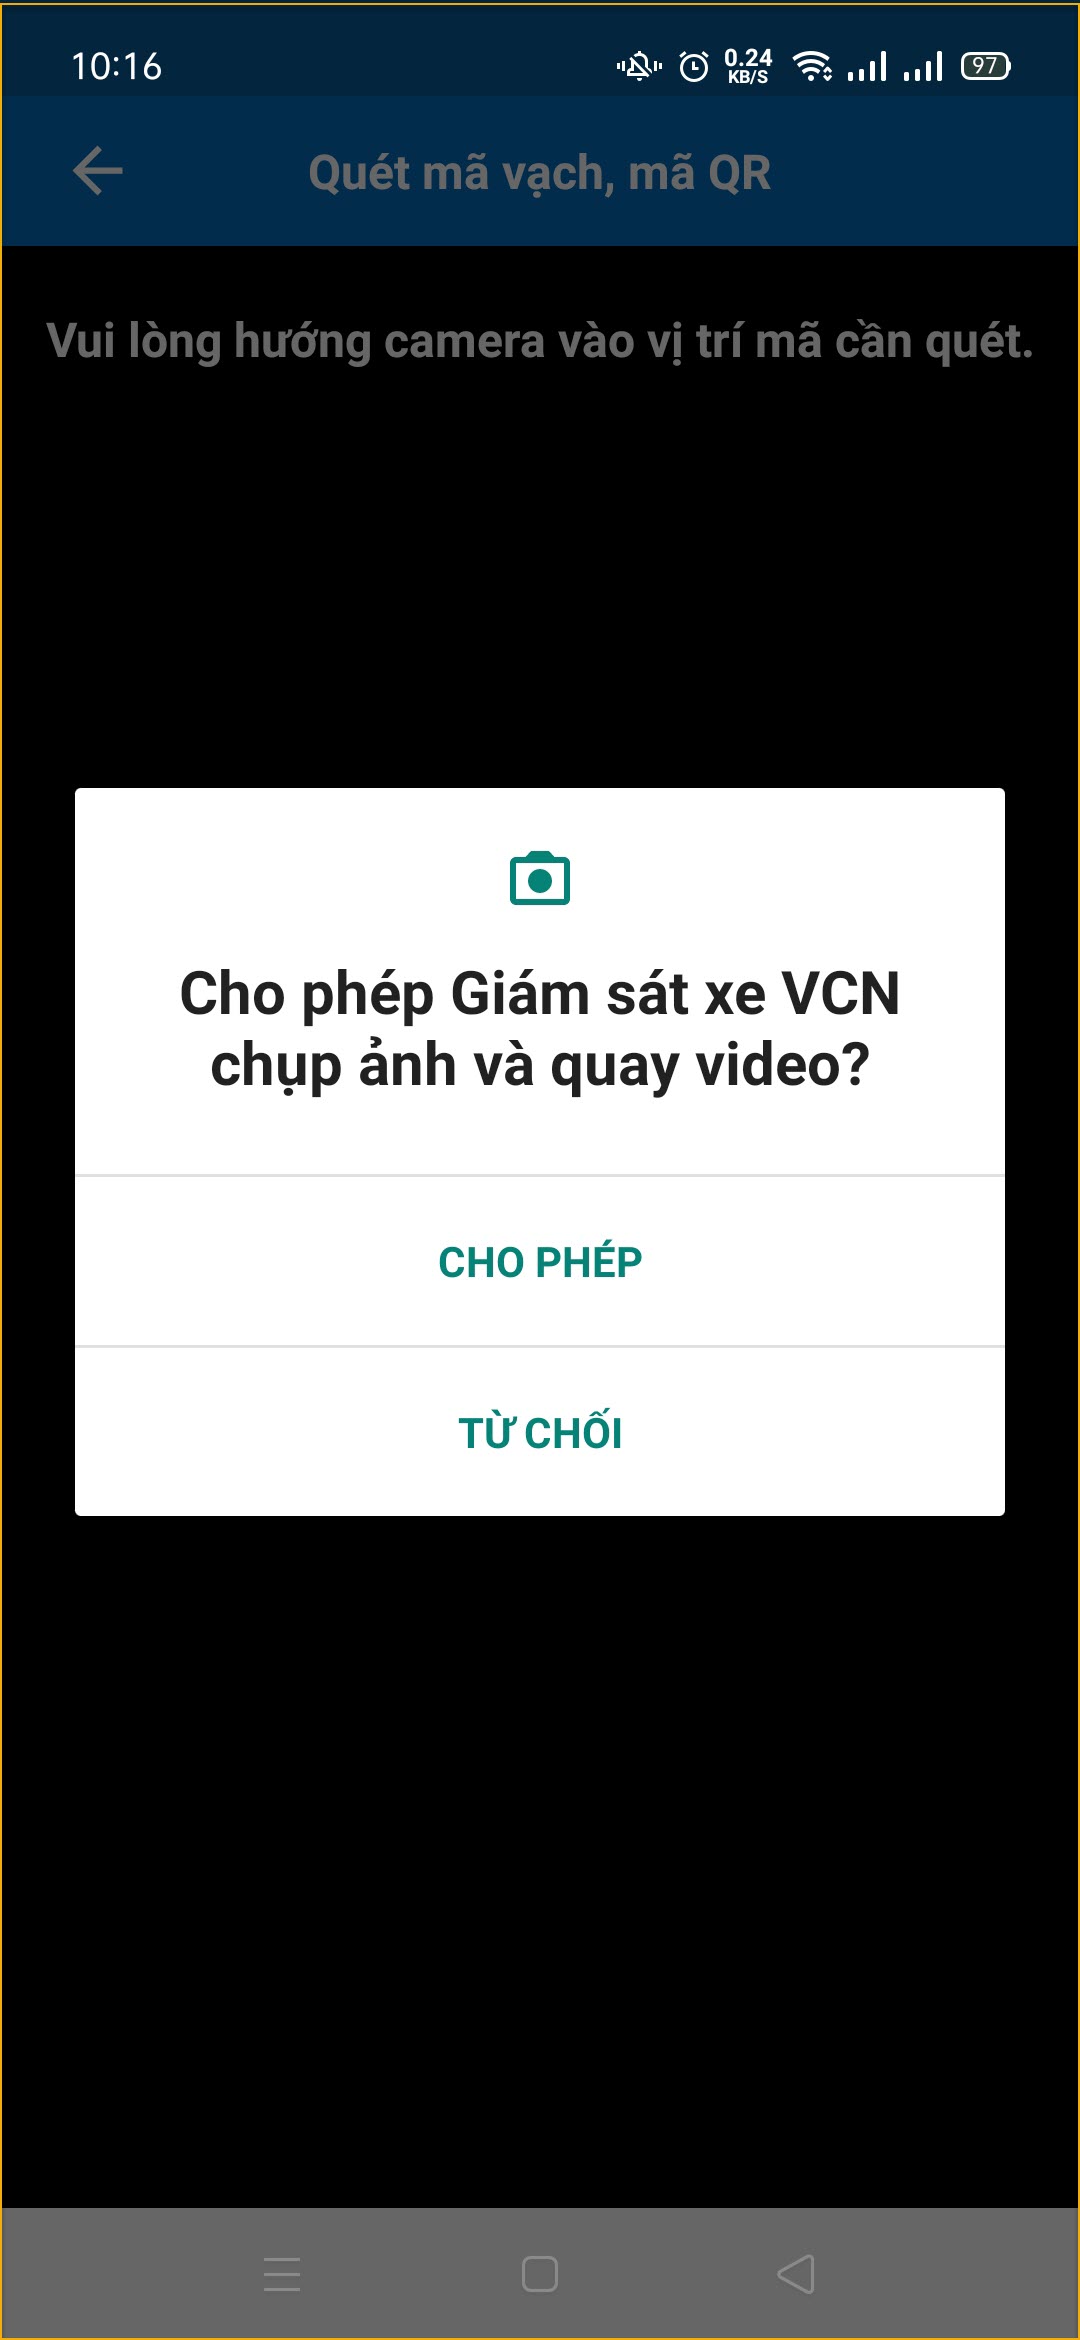 10:16
0.24
KB/S
97
Quét mã vạch, mã QR
Vui lòng hướng camera vào vị trí mã cần quét.
Cho phép Giám sát xe VCN
chụp ảnh và quay video?
CHO PHÉP
TỪ CHỐI